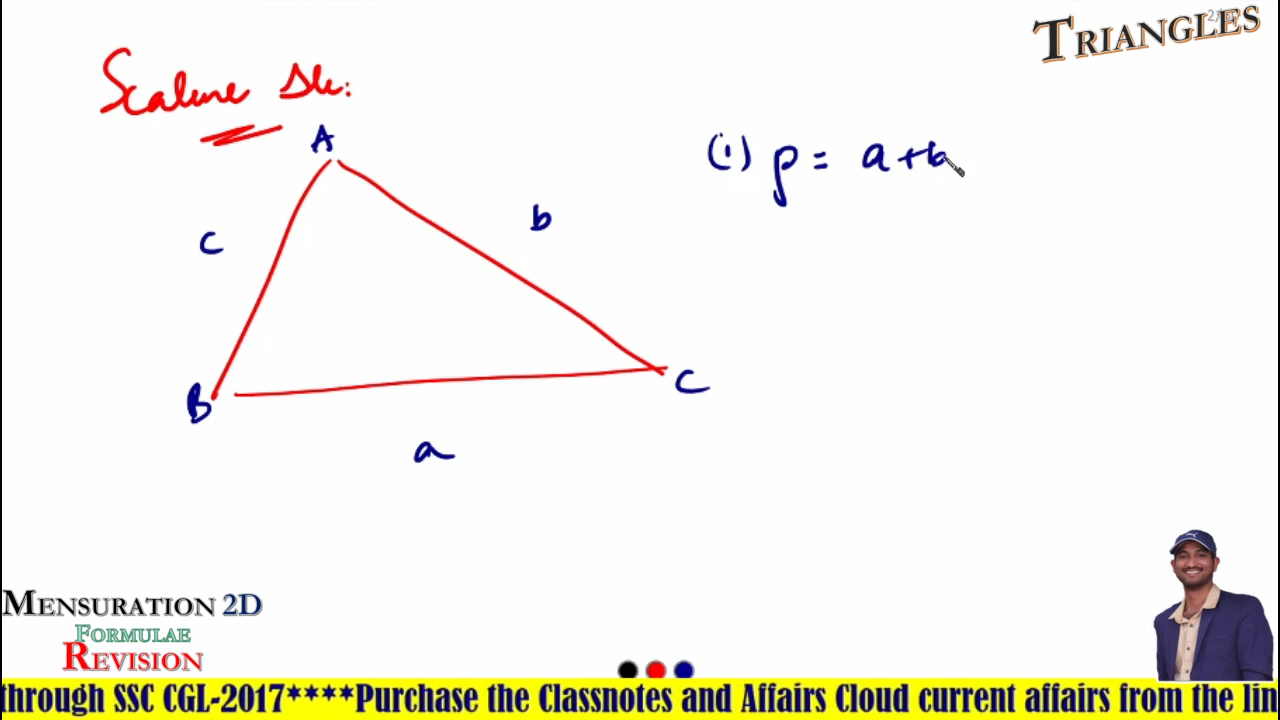 TRIANGLES
Scalene Δle:
A
(i) p = a+b
c
b
B
C
a
MENSURATION 2D
FORMULAE
REVISION
through SSC CGL-2017****Purchase the Classnotes and Affairs Cloud current affairs from the lin